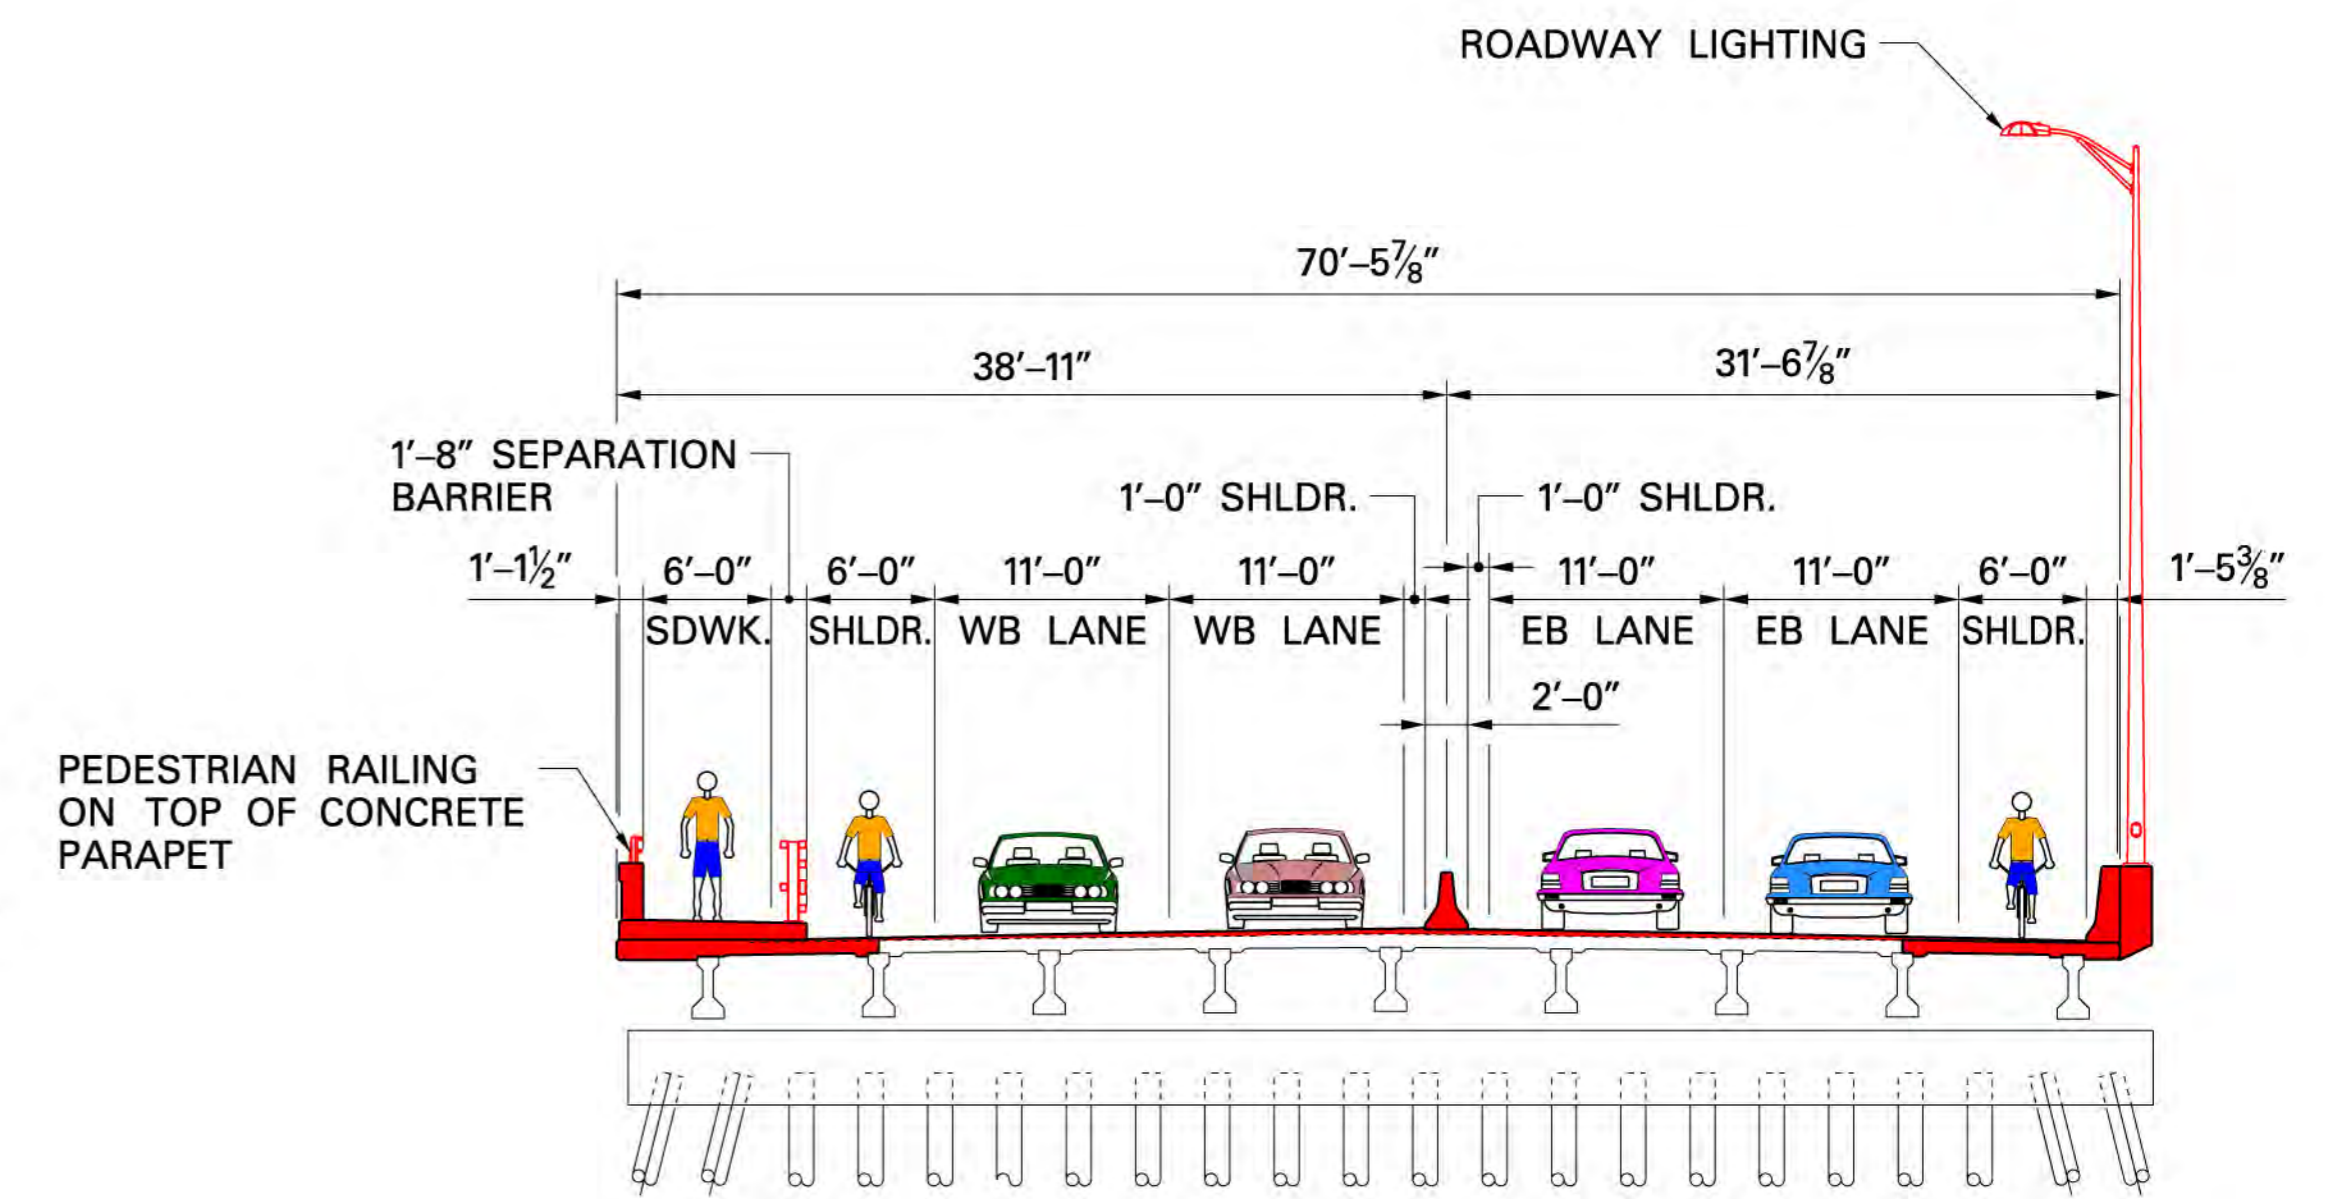 ROADWAY LIGHTING
70′–5⅞″
38′–11″
31′–6⅞″
1′–8″ SEPARATION
BARRIER
1′–0″ SHLDR.
1′–0″ SHLDR.
1′–1½″
6′–0″
6′–0″
11′–0″
11′–0″
11′–0″
11′–0″
6′–0″
1′–5⅜″
SDWK.
SHLDR.
WB LANE
WB LANE
EB LANE
EB LANE
SHLDR.
2′–0″
PEDESTRIAN RAILING
ON TOP OF CONCRETE
PARAPET